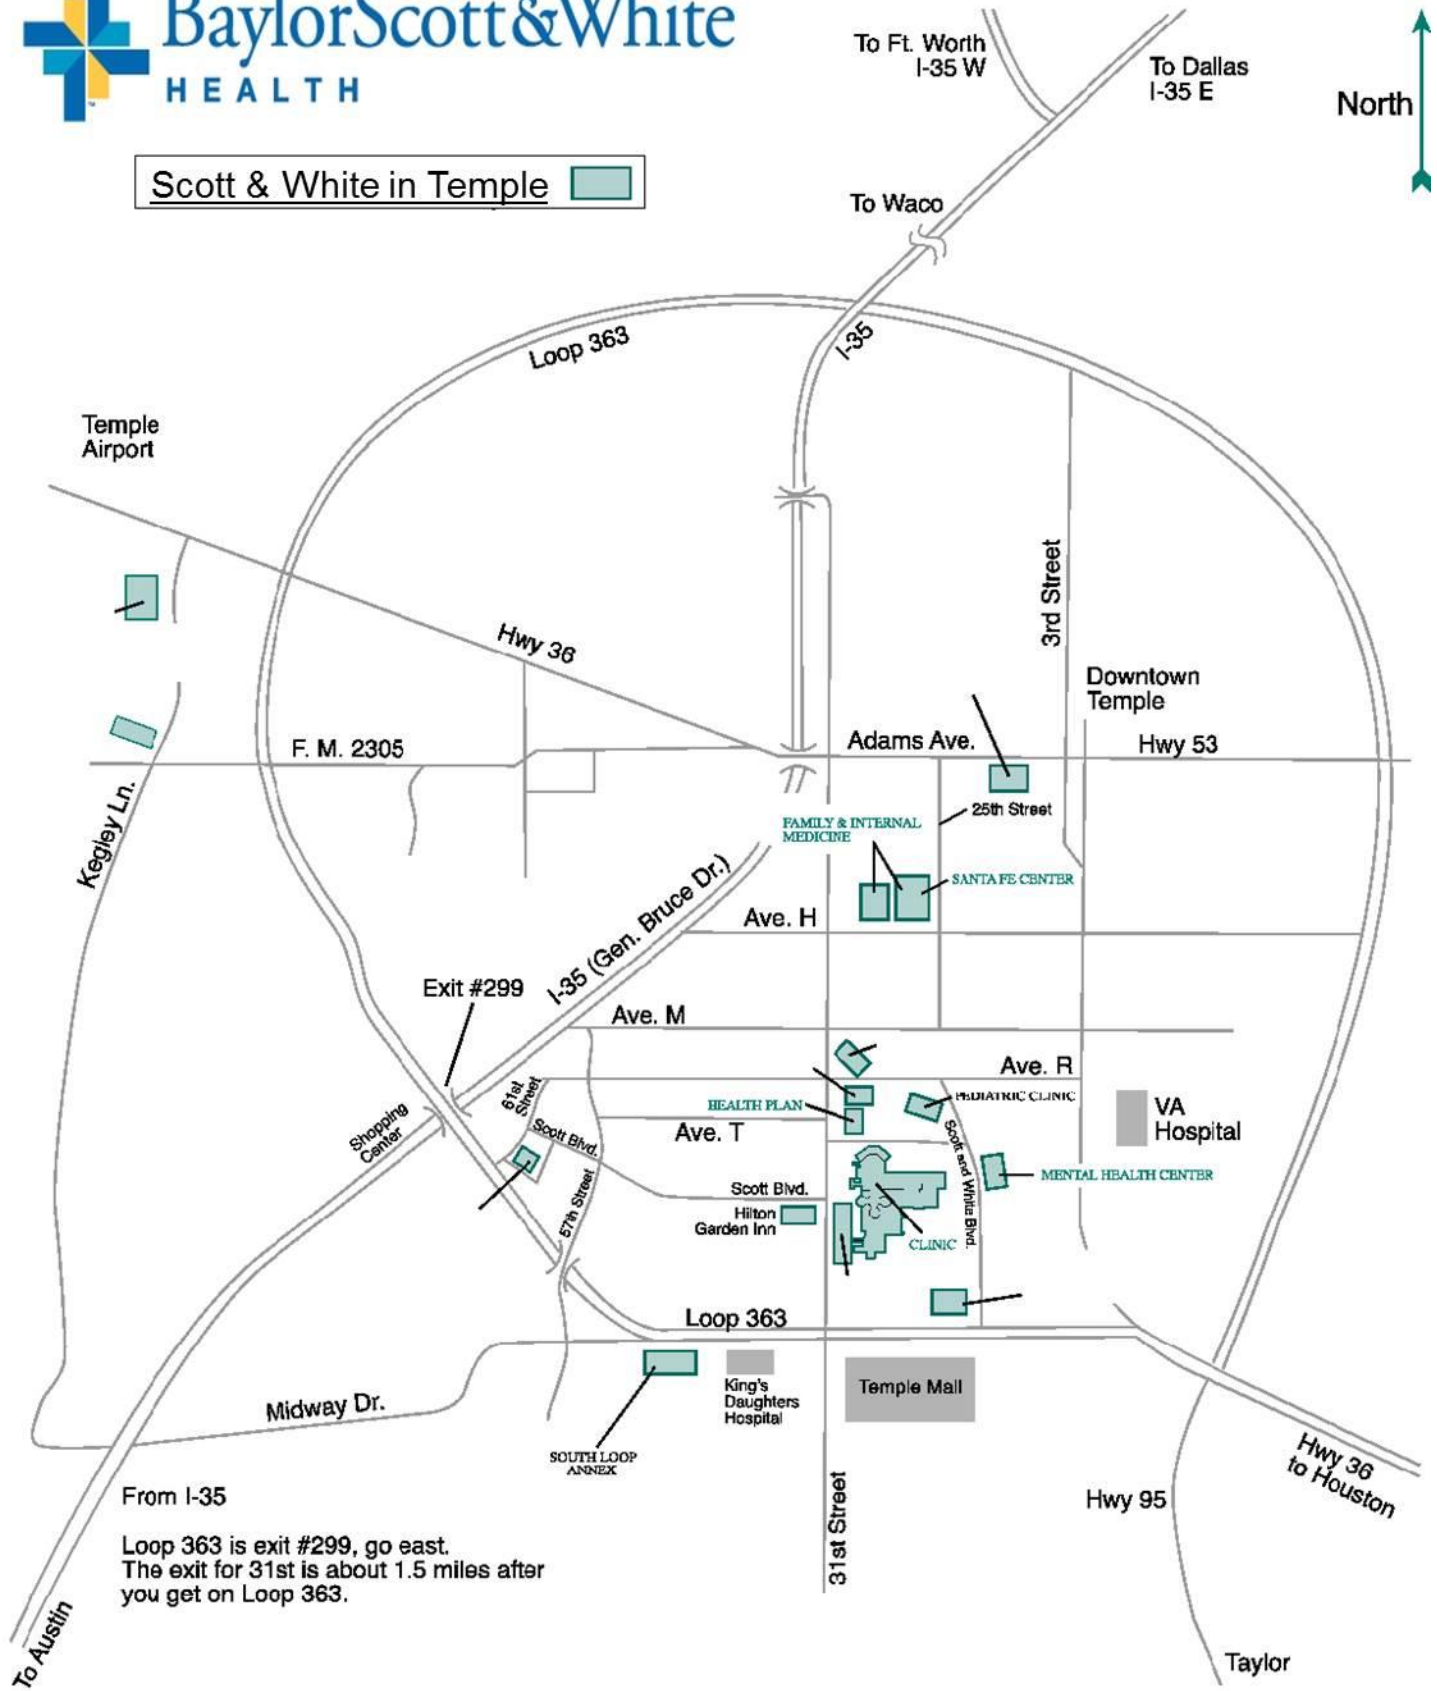 BaylorScott&White
HEALTH
™
To Ft. Worth
I-35 W
To Dallas
I-35 E
North
Scott & White in Temple
To Waco
Loop 363
I-35
Temple
Airport
3rd Street
Hwy 36
Downtown
Temple
F. M. 2305
Adams Ave.
Hwy 53
Kegley Ln.
25th Street
FAMILY & INTERNAL
MEDICINE
SANTA FE CENTER
I-35 (Gen. Bruce Dr.)
Ave. H
Exit #299
Ave. M
Ave. R
61st
Street
PEDIATRIC CLINIC
HEALTH PLAN
VA
Hospital
Shopping
Center
Scott Blvd.
Ave. T
Scott and White Blvd.
MENTAL HEALTH CENTER
57th Street
Scott Blvd.
Hilton
Garden Inn
CLINIC
Loop 363
King's
Daughters
Hospital
Temple Mall
Midway Dr.
SOUTH LOOP
ANNEX
Hwy 36
to Houston
31st Street
Hwy 95
From I-35
Loop 363 is exit #299, go east.
The exit for 31st is about 1.5 miles after
you get on Loop 363.
To Austin
Taylor